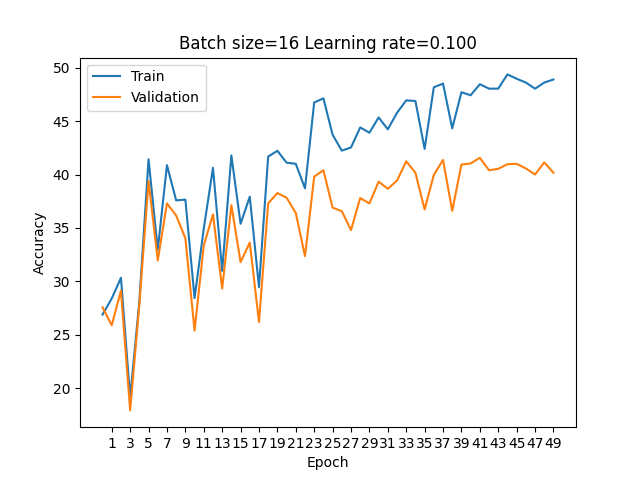 Batch size=16 Learning rate=0.100
Train
Validation
50
45
40
35
30
25
20
Accuracy
1 3 5 7 9 11 13 15 17 19 21 23 25 27 29 31 33 35 37 39 41 43 45 47 49
Epoch